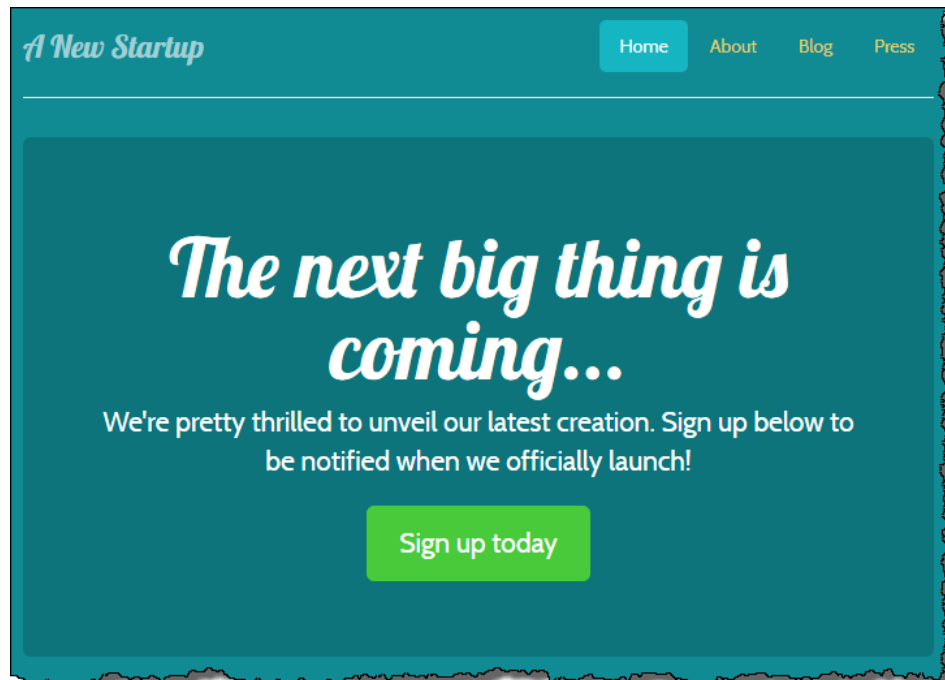 A New Startup
Home About Blog Press
The next big thing is
coming...
We're pretty thrilled to unveil our latest creation. Sign up below to
be notified when we officially launch!
Sign up today